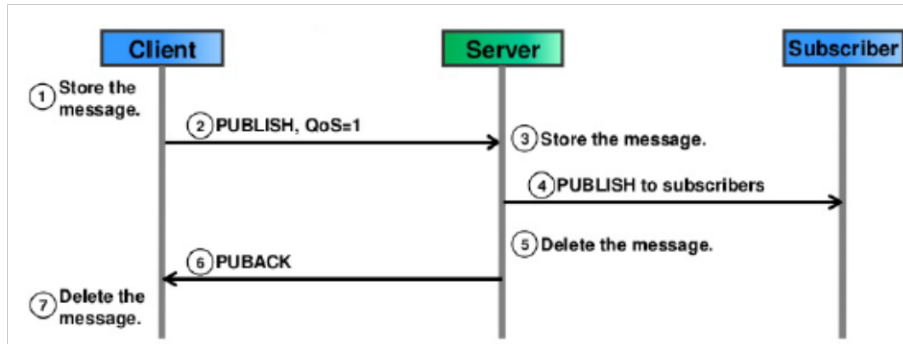 Client
Server
Subscriber
1 Store the
message.
2 PUBLISH, QoS=1
3 Store the message.
4 PUBLISH to subscribers
5 Delete the message.
6 PUBACK
7 Delete the
message.